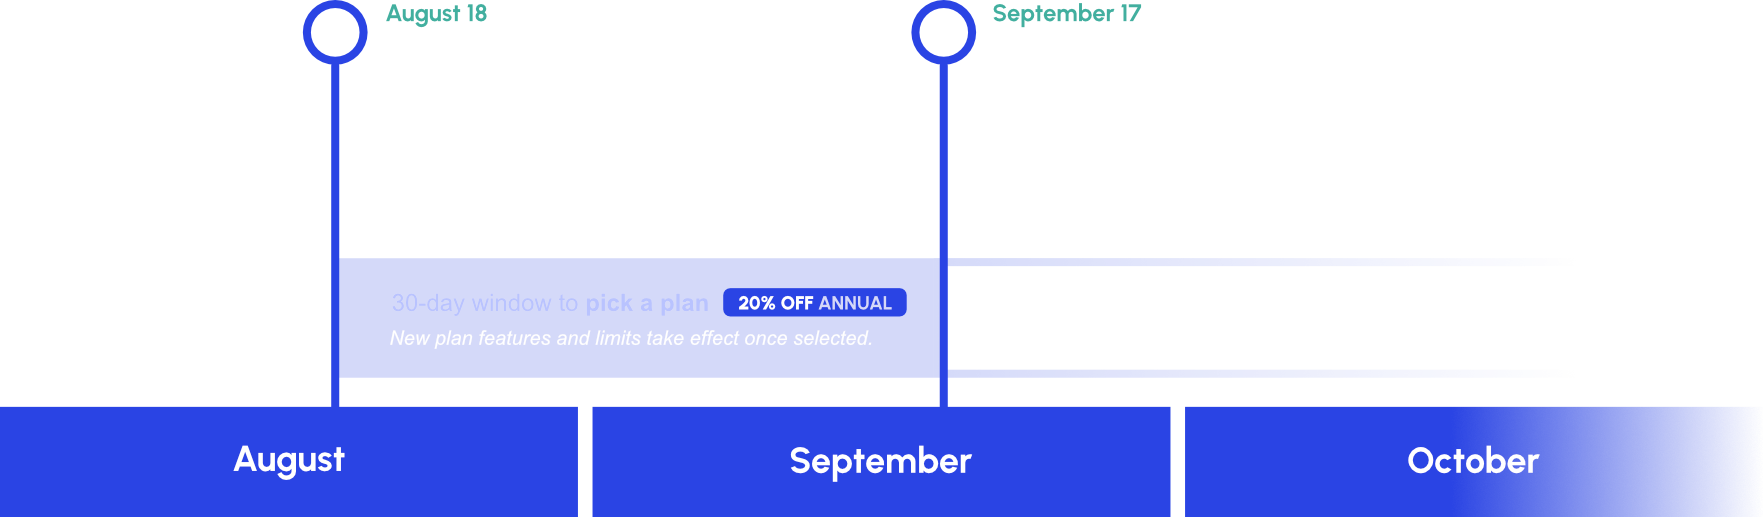 August 18
September 17
30-day window to pick a plan 20% OFF ANNUAL
New plan features and limits take effect once selected.
August
September
October